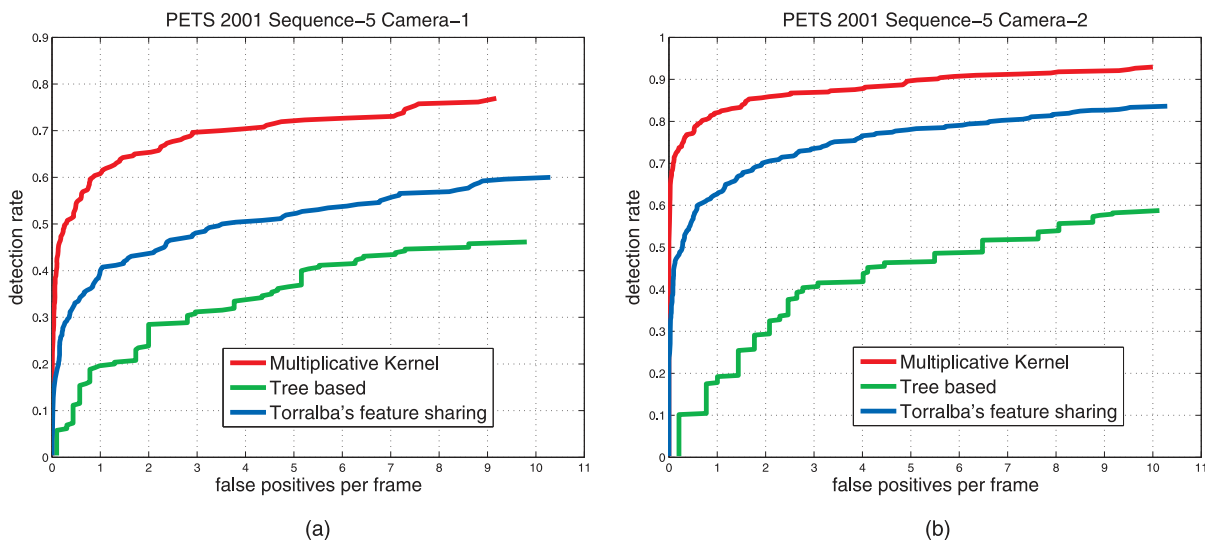 PETS 2001 Sequence-5 Camera-1
0.9
0.8
0.7
0.6
0.5
0.4
0.3
0.2
0.1
0
detection rate
Multiplicative Kernel
Tree based
Torralba's feature sharing
0 1 2 3 4 5 6 7 8 9 10 11
false positives per frame
(a)
PETS 2001 Sequence-5 Camera-2
1
0.9
0.8
0.7
0.6
0.5
0.4
0.3
0.2
0.1
0
detection rate
Multiplicative Kernel
Tree based
Torralba's feature sharing
0 1 2 3 4 5 6 7 8 9 10 11
false positives per frame
(b)